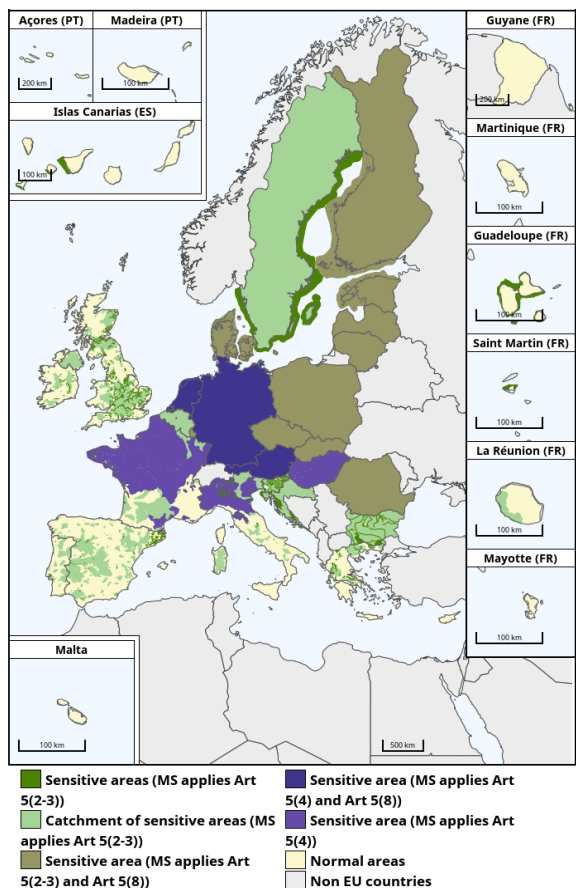 Açores (PT)
Madeira (PT)
200 km
100 km
Islas Canarias (ES)
100 km
Guyane (FR)
200 km
Martinique (FR)
100 km
Guadeloupe (FR)
100 km
Saint Martin (FR)
100 km
La Réunion (FR)
100 km
Mayotte (FR)
100 km
Malta
100 km
500 km
Sensitive areas (MS applies Art
5(2-3))
Catchment of sensitive areas (MS
applies Art 5(2-3))
Sensitive area (MS applies Art
5(2-3) and Art 5(8))
Sensitive area (MS applies Art
5(4) and Art 5(8))
Sensitive area (MS applies Art
5(4))
Normal areas
Non EU countries